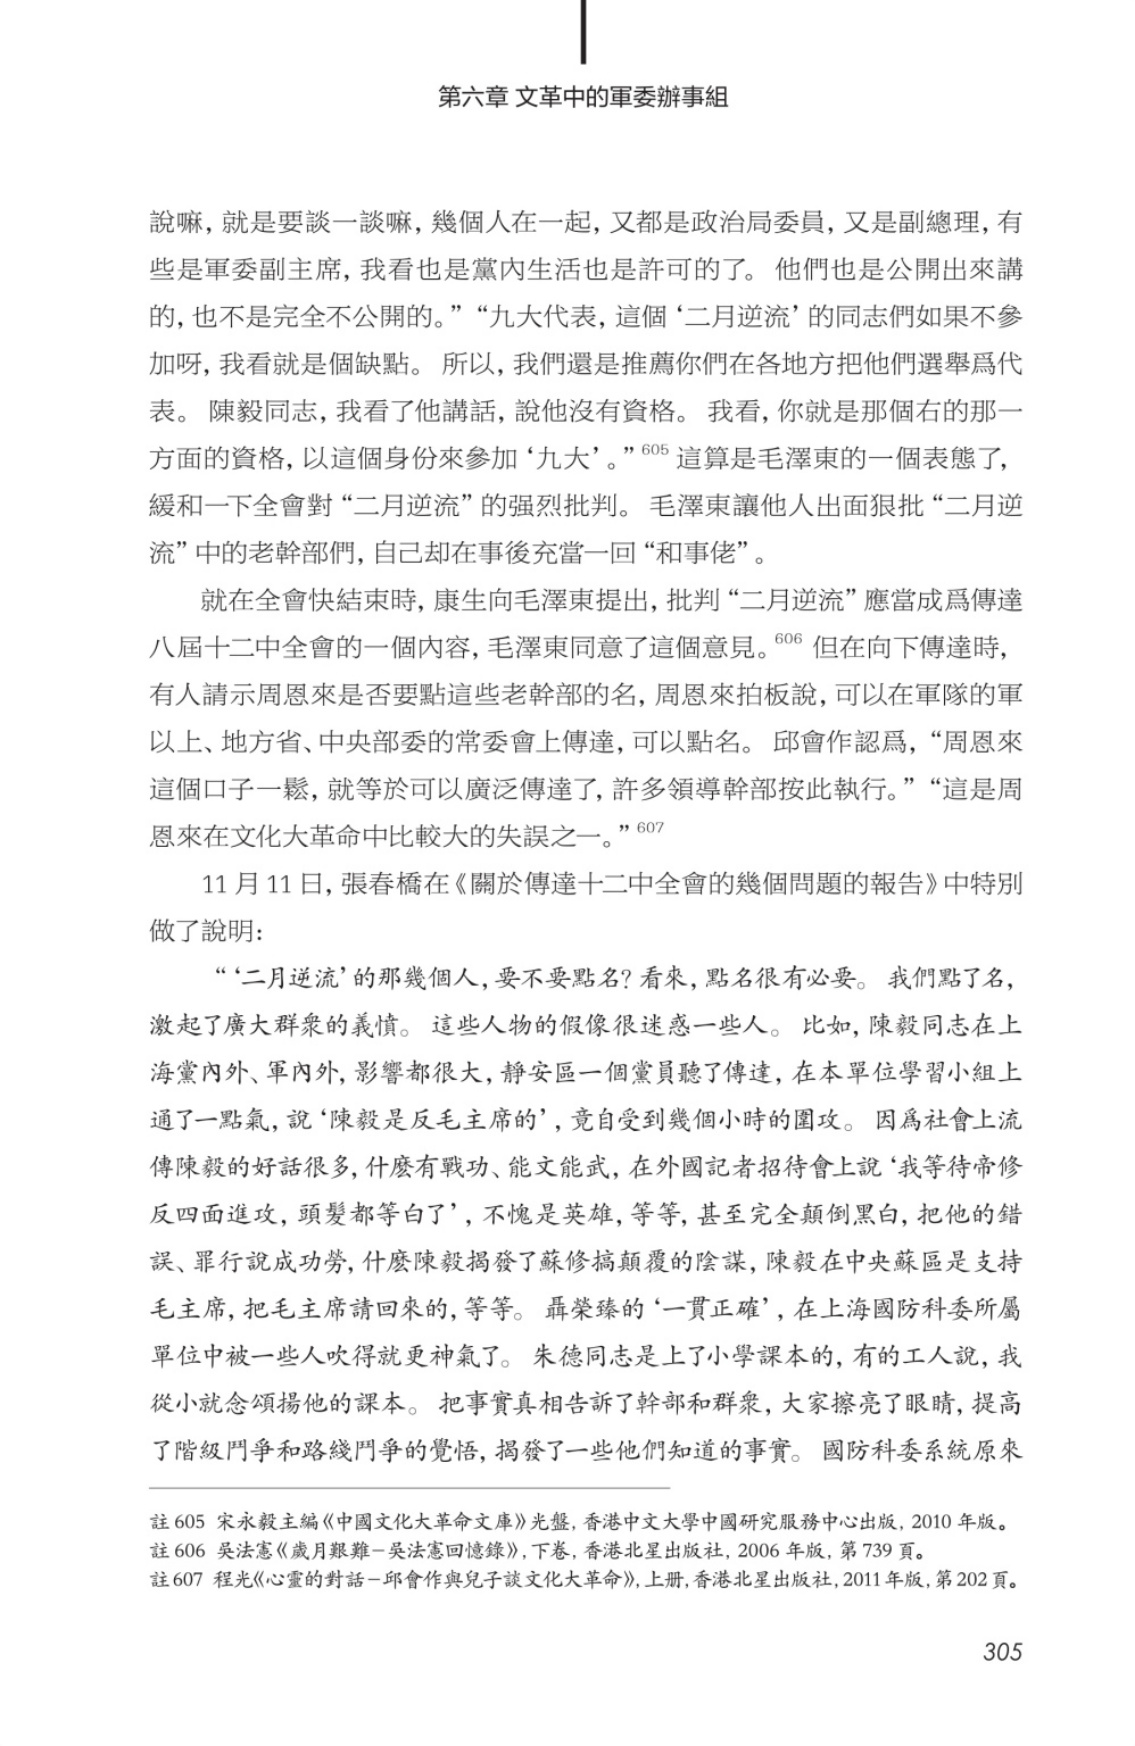 第六章 文革中的軍委辦事組
說嘛，就是要談一談嘛，幾個人在一起，又都是政治局委員，又是副總理，有
些是軍委副主席，我看也是黨內生活也是許可的了。 他們也是公開出來講
的，也不是完全不公開的。”“九大代表，這個‘二月逆流’的同志們如果不參
加呀，我看就是個缺點。 所以，我們還是推薦你們在各地方把他們選舉爲代
表。 陳毅同志，我看了他講話，說他沒有資格。 我看，你就是那個右的那一
方面的資格，以這個身份來參加‘九大’。”605 這算是毛澤東的一個表態了，
緩和一下全會對“二月逆流”的强烈批判。 毛澤東讓他人出面狠批“二月逆
流”中的老幹部們，自己却在事後充當一回“和事佬”。
就在全會快結束時，康生向毛澤東提出，批判“二月逆流”應當成爲傳達
八屆十二中全會的一個內容，毛澤東同意了這個意見。606 但在向下傳達時，
有人請示周恩來是否要點這些老幹部的名，周恩來拍板說，可以在軍隊的軍
以上、地方省、中央部委的常委會上傳達，可以點名。 邱會作認爲，“周恩來
這個口子一鬆，就等於可以廣泛傳達了，許多領導幹部按此執行。”“這是周
恩來在文化大革命中比較大的失誤之一。”607
11 月 11 日，張春橋在《關於傳達十二中全會的幾個問題的報告》中特別
做了說明：
“‘二月逆流’的那幾個人，要不要點名？看來，點名很有必要。 我們點了名，
激起了廣大群衆的義憤。 這些人物的假像很迷惑一些人。 比如，陳毅同志在上
海黨內外、軍內外，影響都很大，靜安區一個黨員聽了傳達，在本單位學習小組上
通了一點氣，說‘陳毅是反毛主席的’，竟自受到幾個小時的圍攻。 因爲社會上流
傳陳毅的好話很多，什麽有戰功、能文能武，在外國記者招待會上說‘我等待帝修
反四面進攻，頭髮都等白了’，不愧是英雄，等等，甚至完全顛倒黑白，把他的錯
誤、罪行說成功勞，什麽陳毅揭發了蘇修搞顛覆的陰謀，陳毅在中央蘇區是支持
毛主席，把毛主席請回來的，等等。 聶榮臻的‘一貫正確’，在上海國防科委所屬
單位中被一些人吹得就更神氣了。 朱德同志是上了小學課本的，有的工人說，我
從小就念頌揚他的課本。 把事實真相告訴了幹部和群衆，大家擦亮了眼睛，提高
了階級鬥爭和路綫鬥爭的覺悟，揭發了一些他們知道的事實。 國防科委系統原來
註 605 宋永毅主編《中國文化大革命文庫》光盤，香港中文大學中國研究服務中心出版，2010 年版。
註 606 吳法憲《歲月艱難－吳法憲回憶錄》，下卷，香港北星出版社，2006 年版，第 739 頁。
註 607 程光《心靈的對話－邱會作與兒子談文化大革命》，上册，香港北星出版社，2011 年版，第 202 頁。
305